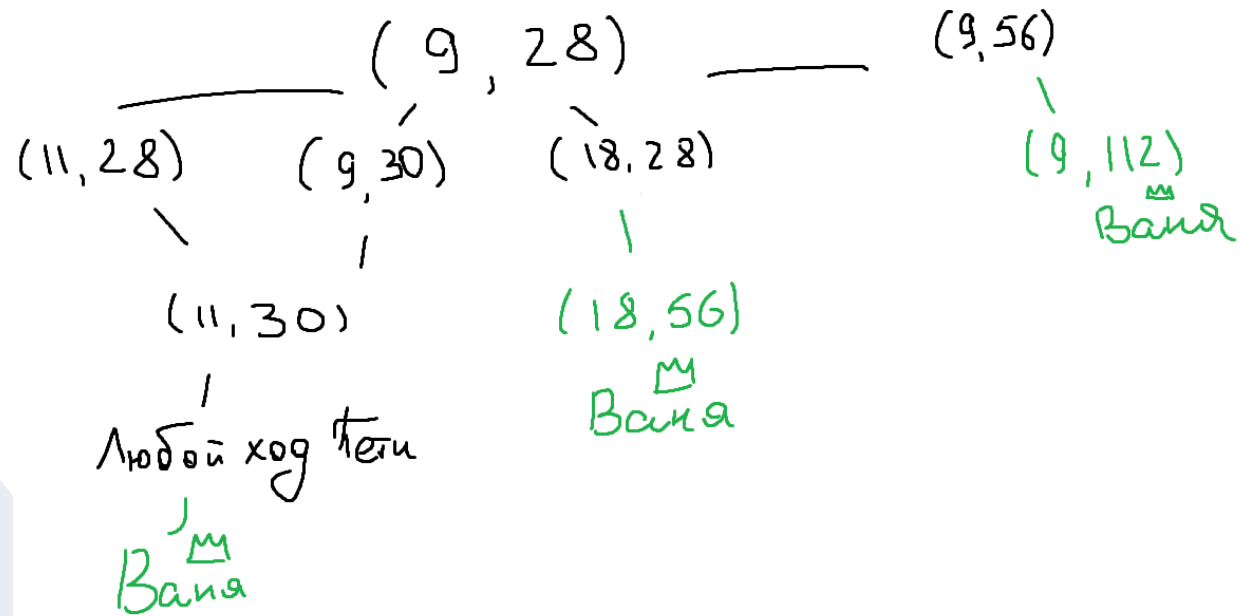 (9, 28)
(9,56)
(11,28)
(9,30)
(18,28)
(9,112)
Ваня
(11,30)
(18,56)
Ваня
Любой ход Пети
Ваня